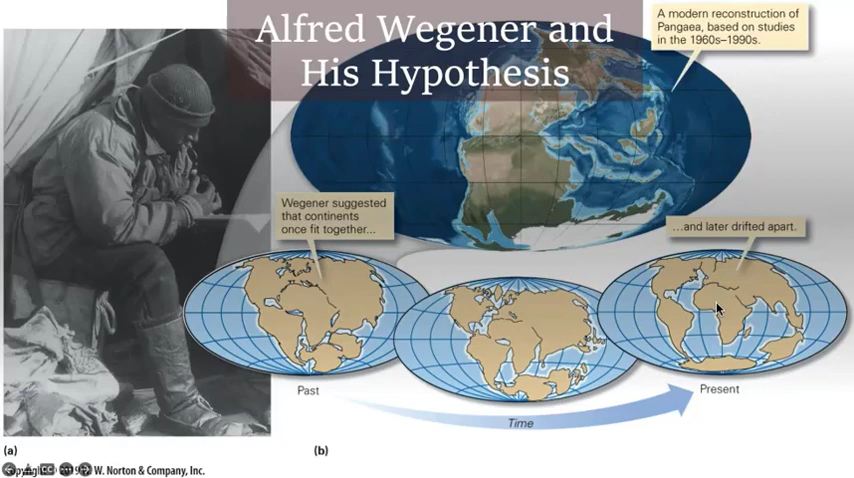 Alfred Wegener and
His Hypothesis
A modern reconstruction of
Pangaea, based on studies
in the 1960s–1990s.
Wegener suggested
that continents
once fit together...
...and later drifted apart.
Past
Present
Time
(a)
(b)
W. Norton & Company, Inc.